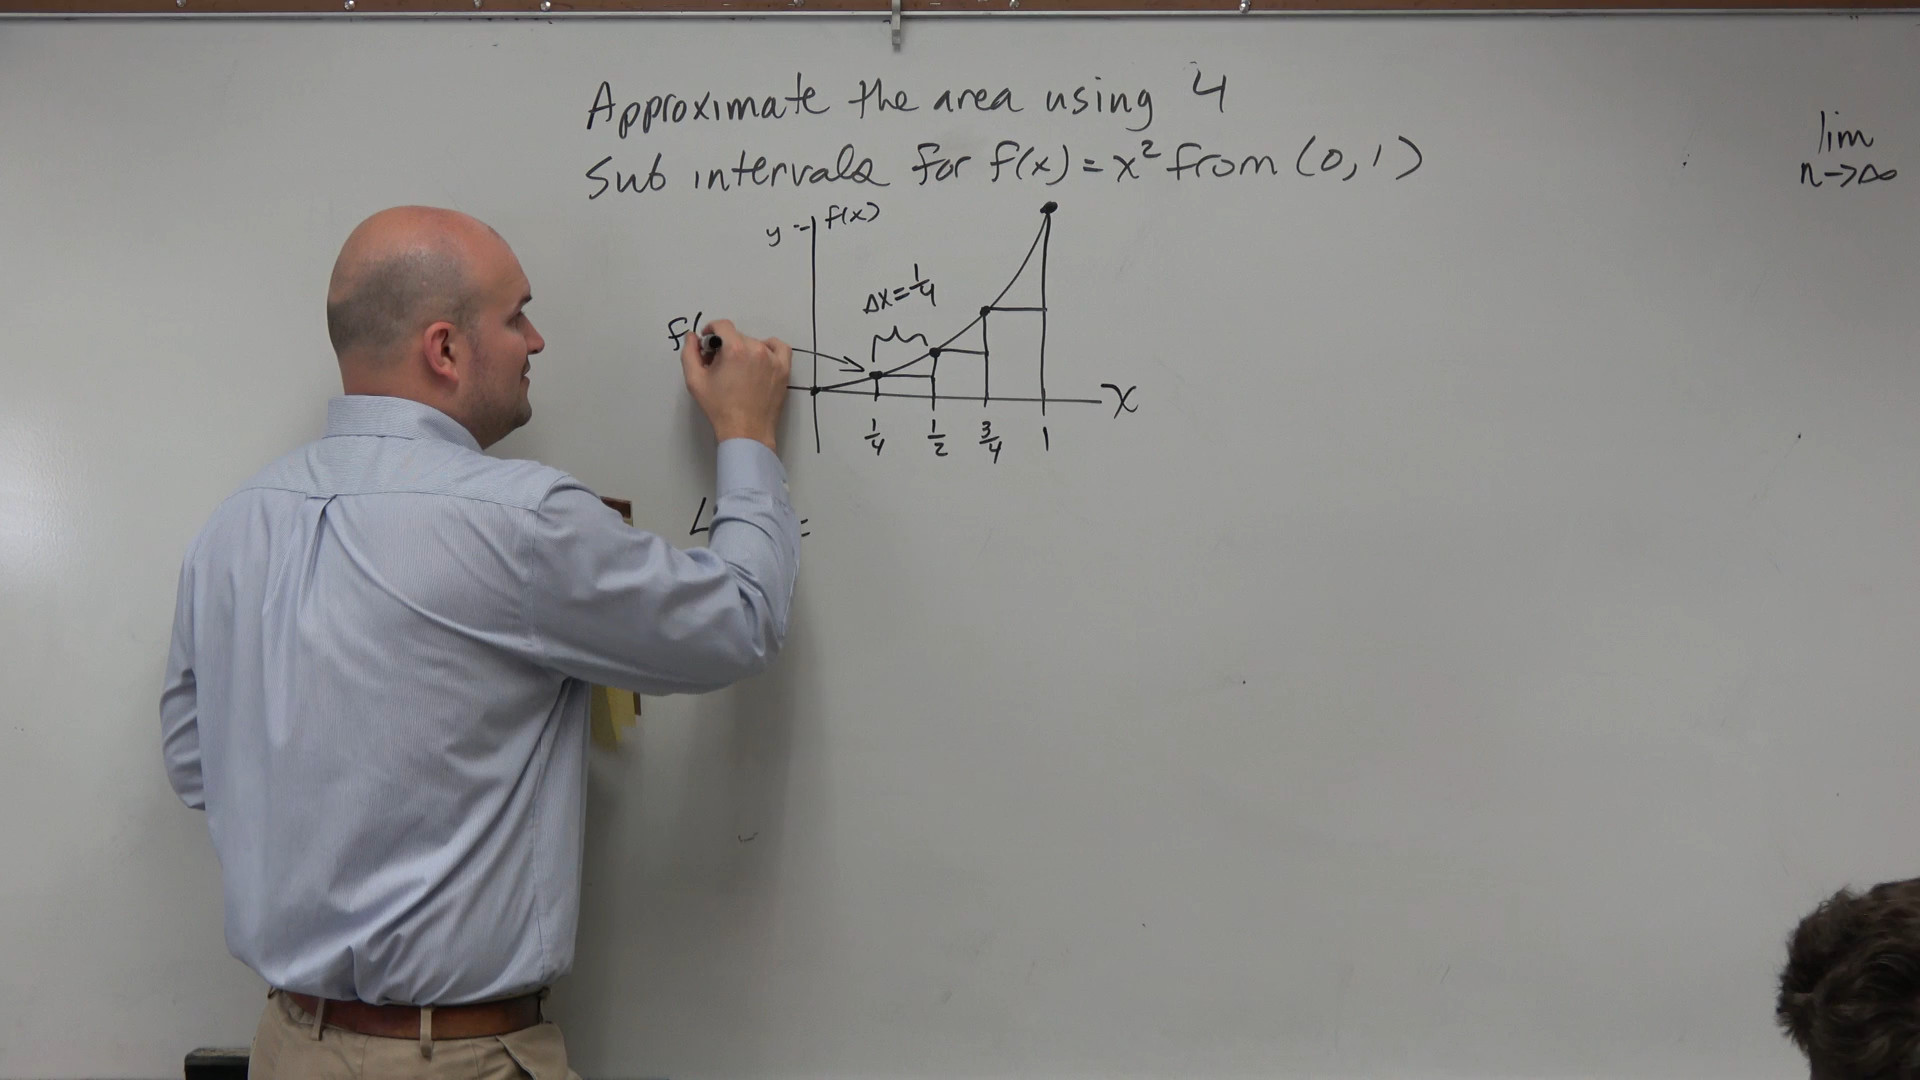 Approximate the area using 4
Sub intervals for f(x) = x² from (0, 1)
lim
n->∞
y = f(x)
Δx = 1/4
f(
x
1/4 1/2 3/4 1
L =